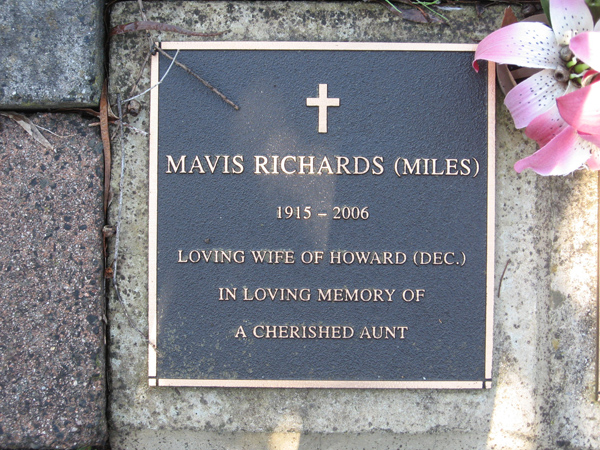 MAVIS RICHARDS (MILES)
1915 – 2006
LOVING WIFE OF HOWARD (DEC.)
IN LOVING MEMORY OF
A CHERISHED AUNT